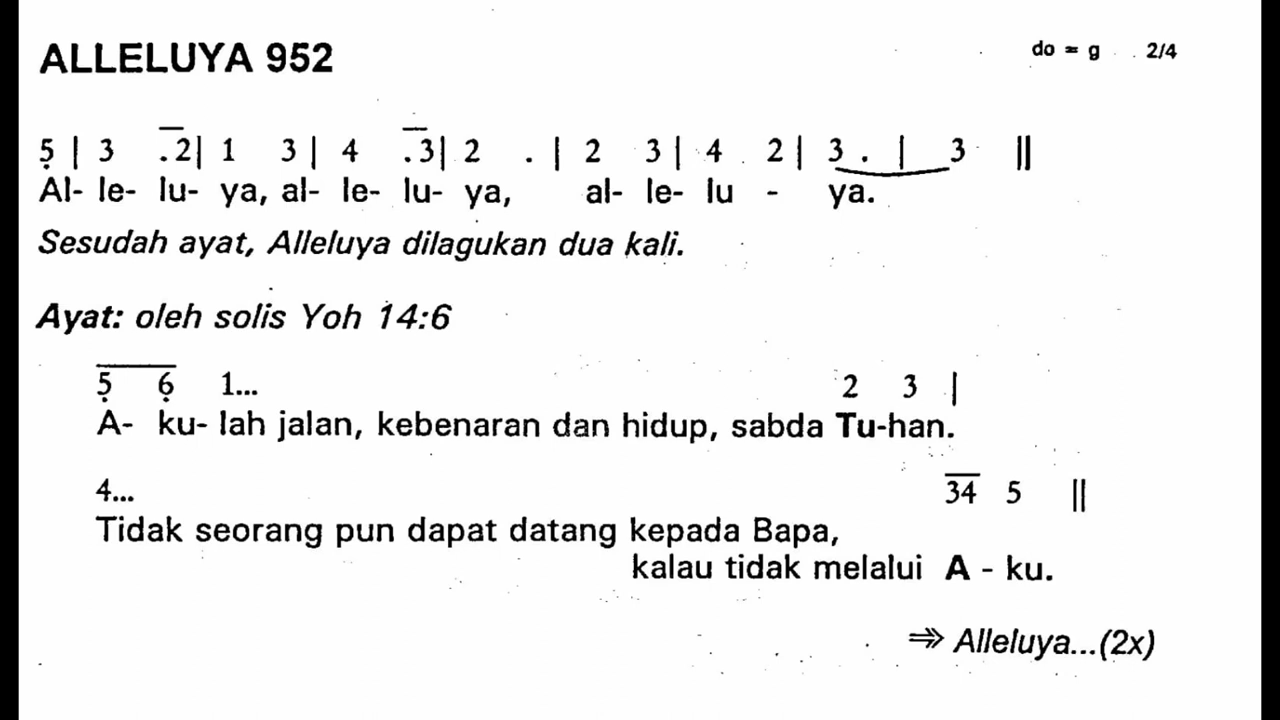 ALLELUYA 952 do = g 2/4
5̣ | 3 .2| 1 3| 4 .3| 2 . | 2 3| 4 2| 3 . | 3 ||
Al- le- lu- ya, al- le- lu- ya, al- le- lu - ya.
Sesudah ayat, Alleluya dilagukan dua kali.
Ayat: oleh solis Yoh 14:6
5̣ 6̣ 1... 2 3 |
A- ku- lah jalan, kebenaran dan hidup, sabda Tu-han.
4... 34 5 ||
Tidak seorang pun dapat datang kepada Bapa,
kalau tidak melalui A - ku.
⇒ Alleluya...(2x)